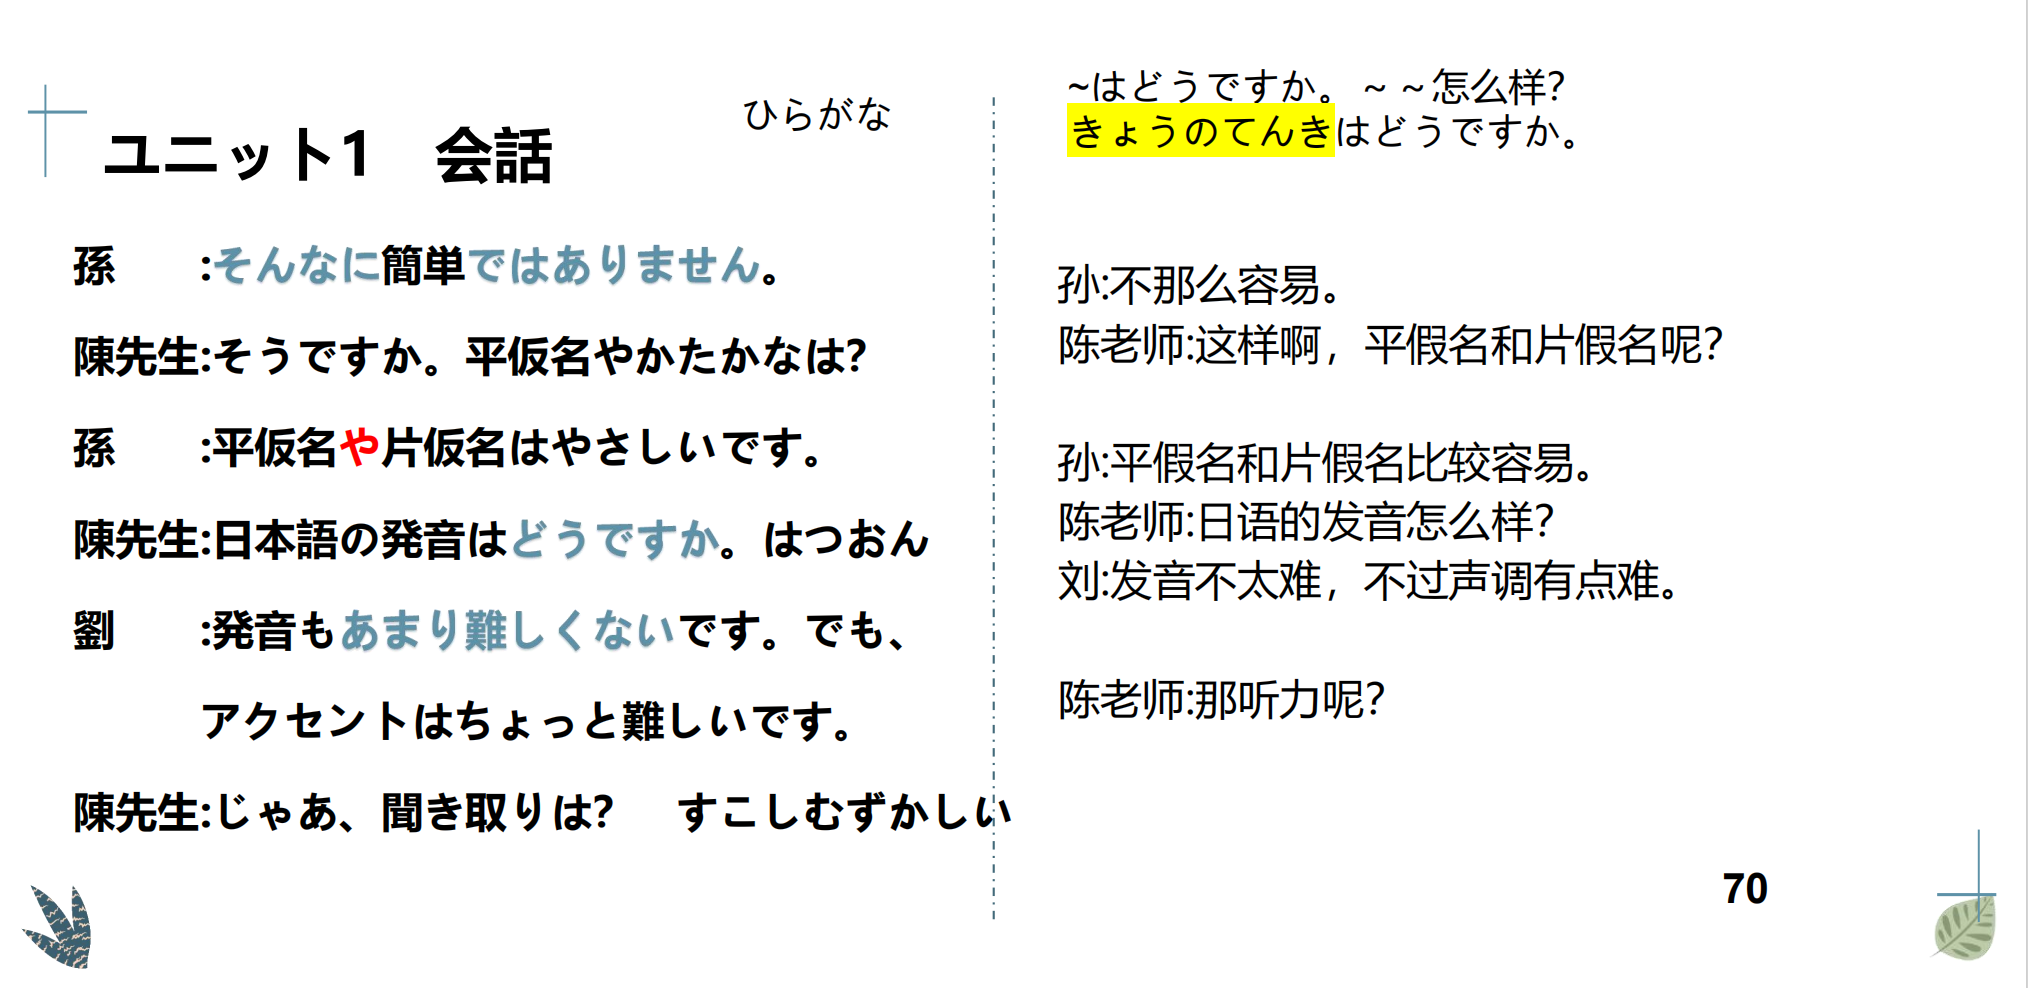 ユニット1　会話
ひらがな
孫　　:そんなに簡単ではありません。
陳先生:そうですか。平仮名やかたかなは?
孫　　:平仮名や片仮名はやさしいです。
陳先生:日本語の発音はどうですか。はつおん
劉　　:発音もあまり難しくないです。でも、
アクセントはちょっと難しいです。
陳先生:じゃあ、聞き取りは?　すこしむずかしい
~はどうですか。~ ~怎么样?
きょうのてんきはどうですか。
孙:不那么容易。
陈老师:这样啊，平假名和片假名呢?
孙:平假名和片假名比较容易。
陈老师:日语的发音怎么样?
刘:发音不太难，不过声调有点难。
陈老师:那听力呢?
70